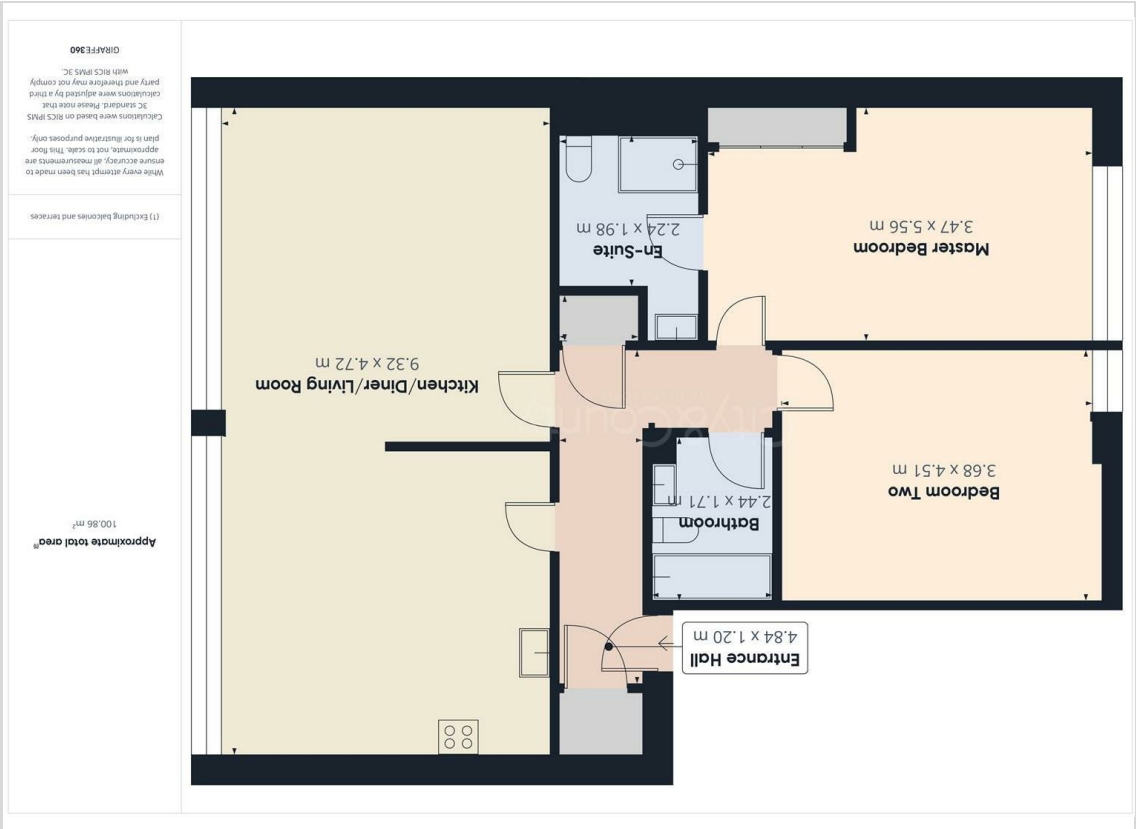 Approximate total area⁽¹⁾
100.86 m²
(1) Excluding balconies and terraces
While every attempt has been made to
ensure accuracy, all measurements are
approximate, not to scale. This floor
plan is for illustrative purposes only.
Calculations were based on RICS IPMS
3C standard. Please note that
calculations were adjusted by a third
party and therefore may not comply
with RICS IPMS 3C.
GIRAFFE360
Entrance Hall
4.84 x 1.20 m
Bathroom
2.44 x 1.71 m
Bedroom Two
3.68 x 4.51 m
Kitchen/Diner/Living Room
9.32 x 4.72 m
En-Suite
2.24 x 1.98 m
Master Bedroom
3.47 x 5.56 m